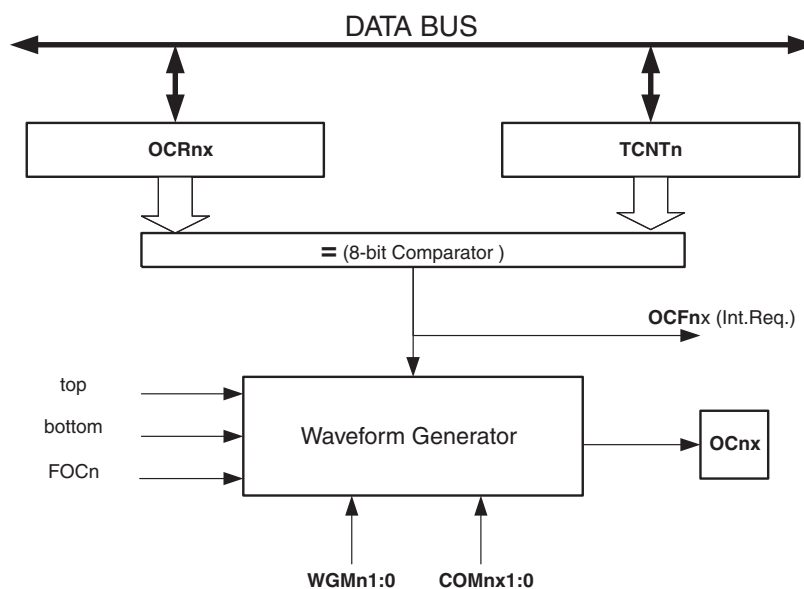 DATA BUS
OCRnx
TCNTn
= (8-bit Comparator )
OCFnx (Int.Req.)
top
bottom
FOCn
Waveform Generator
OCnx
WGMn1:0
COMnx1:0